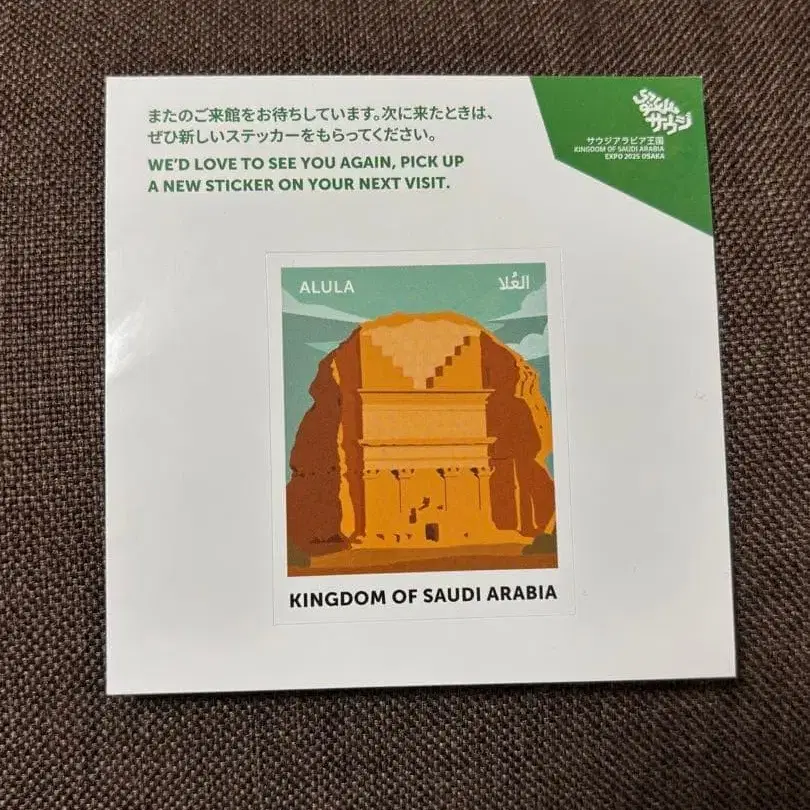 またのご来館をお待ちしています。次に来たときは、
ぜひ新しいステッカーをもらってください。
WE'D LOVE TO SEE YOU AGAIN, PICK UP
A NEW STICKER ON YOUR NEXT VISIT.
サウジ
サウジアラビア王国
KINGDOM OF SAUDI ARABIA
EXPO 2025 OSAKA
ALULA
العُلا
KINGDOM OF SAUDI ARABIA